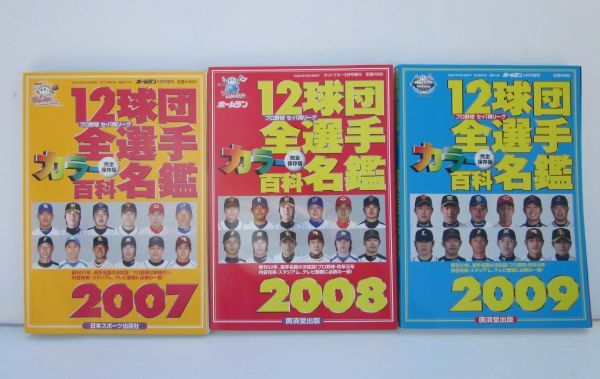 ホームラン
12球団
プロ野球 セ・パ両リーグ
全選手
カラー
完全
保存版
百科名鑑
2007
日本スポーツ出版社
ホームラン
12球団
プロ野球 セ・パ両リーグ
全選手
カラー
完全
保存版
百科名鑑
2008
廣済堂出版
ホームラン
12球団
プロ野球 セ・パ両リーグ
全選手
カラー
完全
保存版
百科名鑑
2009
廣済堂出版